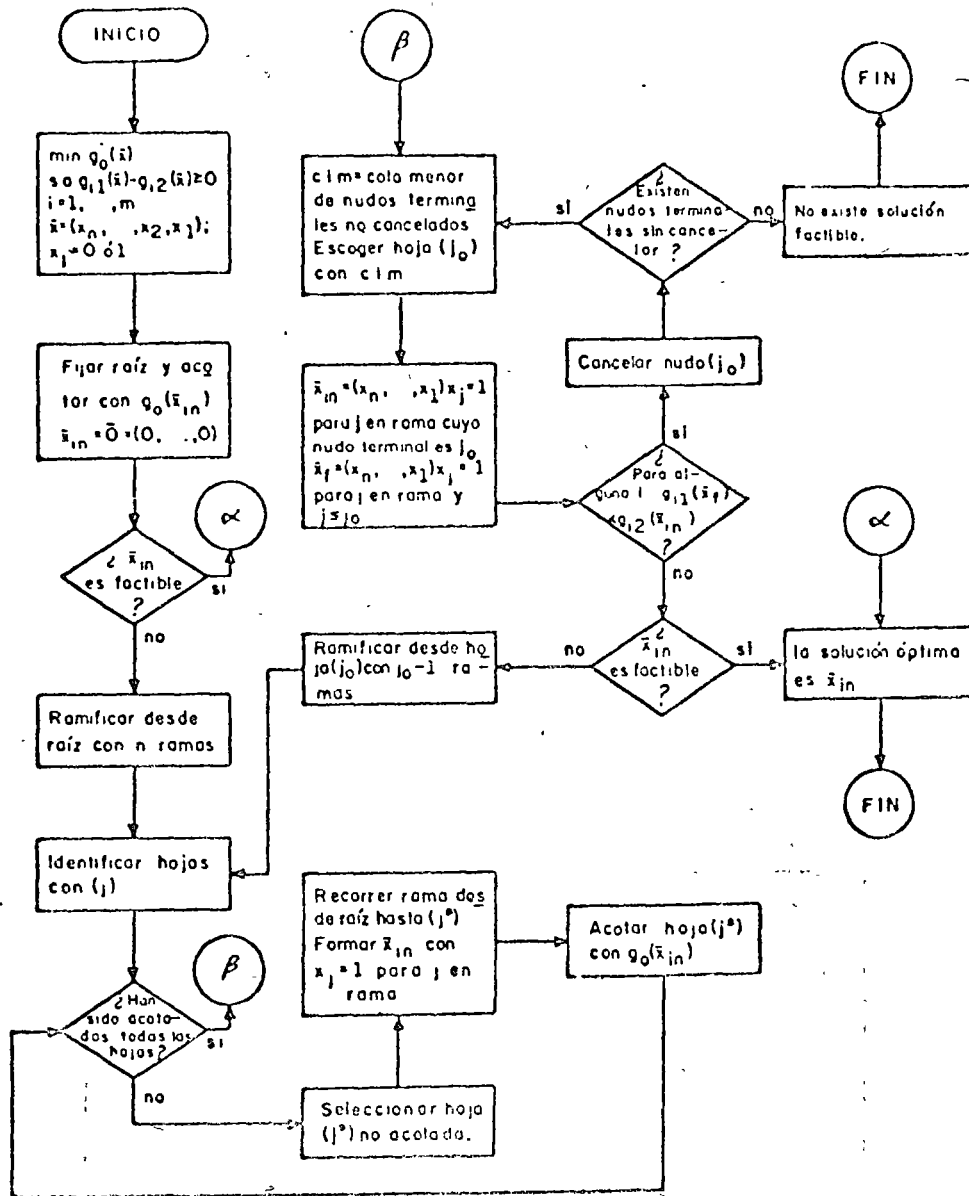 INICIO
min g₀(x̄)
s a gᵢ₁(x̄)-gᵢ₂(x̄)≥0
i=1, ,m
x̄=(xₙ, ,x₂,x₁);
xⱼ=0 ó1
Fijar raíz y aco
tar con g₀(x̄ᵢₙ)
x̄ᵢₙ=0̄=(0, .,0)
¿ x̄ᵢₙ
es factible
?
si
no
α
Ramificar desde
raíz con n ramas
Identificar hojas
con (j)
¿ Han
sido acota-
dos todas las
hojas?
si
no
β
β
clm= cota menor
de nudos termina
les no cancelados
Escoger hoja (j₀)
con clm
x̄ᵢₙ=(xₙ, ,x₁)xⱼ=1
para j en rama cuyo
nudo terminal es j₀
x̄f=(xₙ, ,x₁)xⱼ=1
para j en rama y
j≤j₀
Ramificar desde ho
ja(j₀)con j₀-1 ra-
mas
Recorrer rama des
de raíz hasta (jª)
Formar x̄ᵢₙ con
xⱼ=1 para j en
rama
Seleccionar hoja
(jª) no acotada.
Acotar hoja(jª)
con g₀(x̄ᵢₙ)
¿
Existen
nudos termina-
les sin cance-
lar ?
si
no
Cancelar nudo(j₀)
si
¿
Para al-
guna i gᵢ₁(x̄f)
<gᵢ₂(x̄ᵢₙ)
?
no
¿
x̄ᵢₙ
es factible
?
no
si
FIN
No existe solución
factible.
α
la solución óptima
es x̄ᵢₙ
FIN